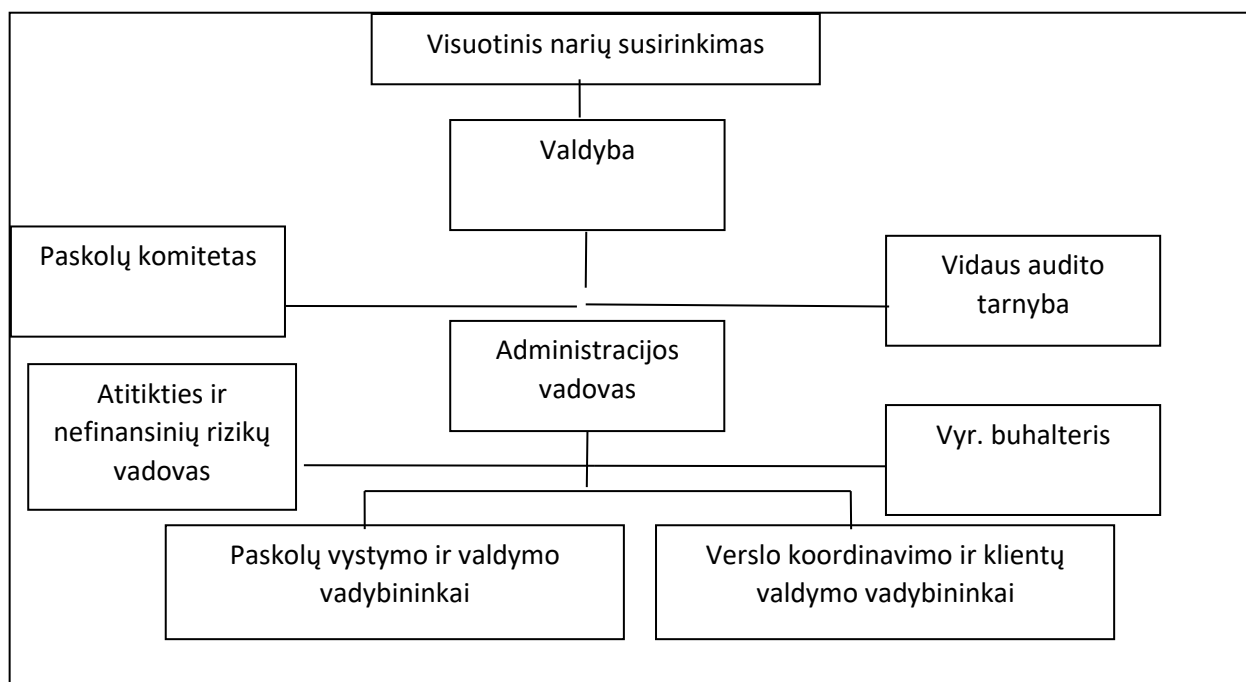 Visuotinis narių susirinkimas
Valdyba
Paskolų komitetas
Vidaus audito
tarnyba
Administracijos
vadovas
Atitikties ir
nefinansinių rizikų
vadovas
Vyr. buhalteris
Paskolų vystymo ir valdymo
vadybininkai
Verslo koordinavimo ir klientų
valdymo vadybininkai